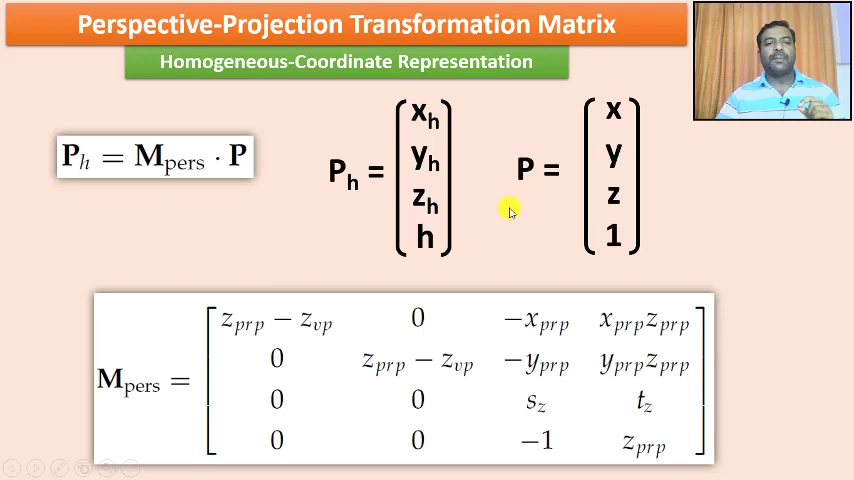 Perspective-Projection Transformation Matrix
Homogeneous-Coordinate Representation
P_h = M_pers · P
P_h = [x_h y_h z_h h]
P = [x y z 1]
M_pers =
z_prp − z_vp 0 −x_prp x_prp z_prp
0 z_prp − z_vp −y_prp y_prp z_prp
0 0 s_z t_z
0 0 −1 z_prp